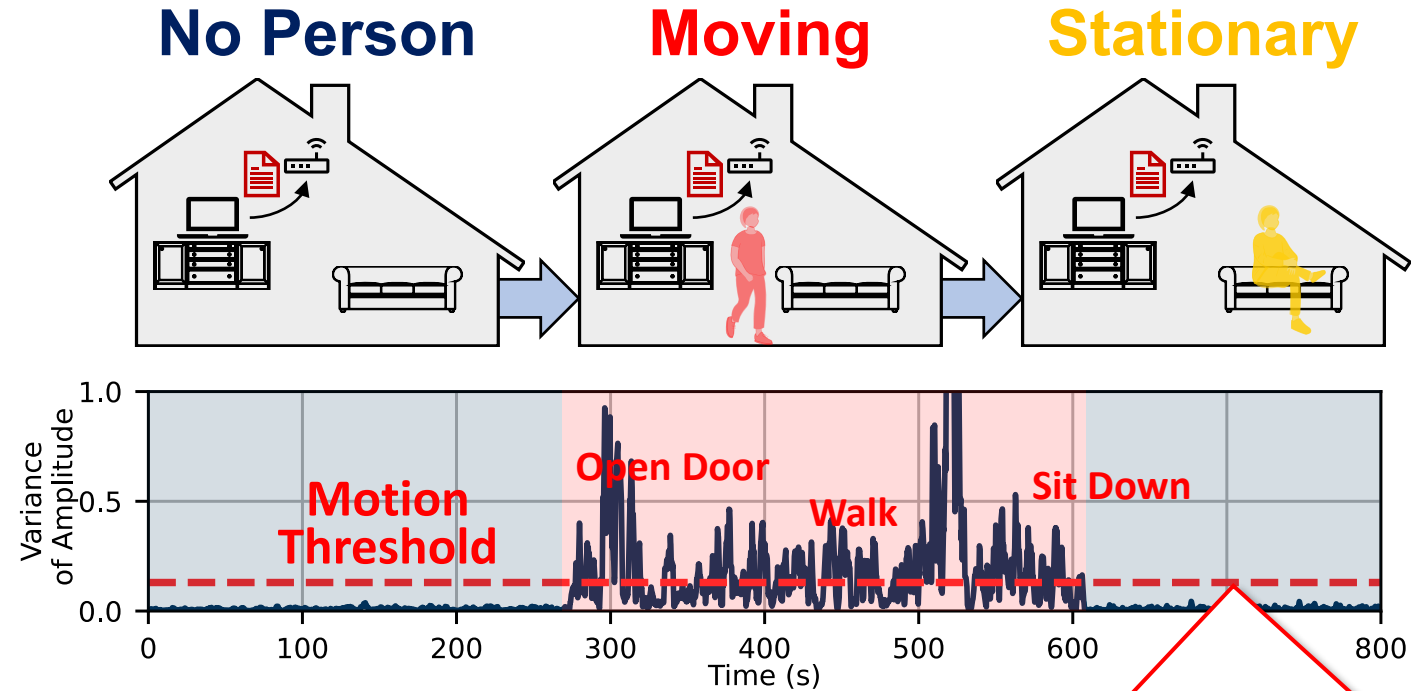 No Person
Moving
Stationary
Variance
of Amplitude
1.0
0.5
0.0
Open Door
Motion
Threshold
Walk
Sit Down
0
100
200
300
400
500
600
800
Time (s)